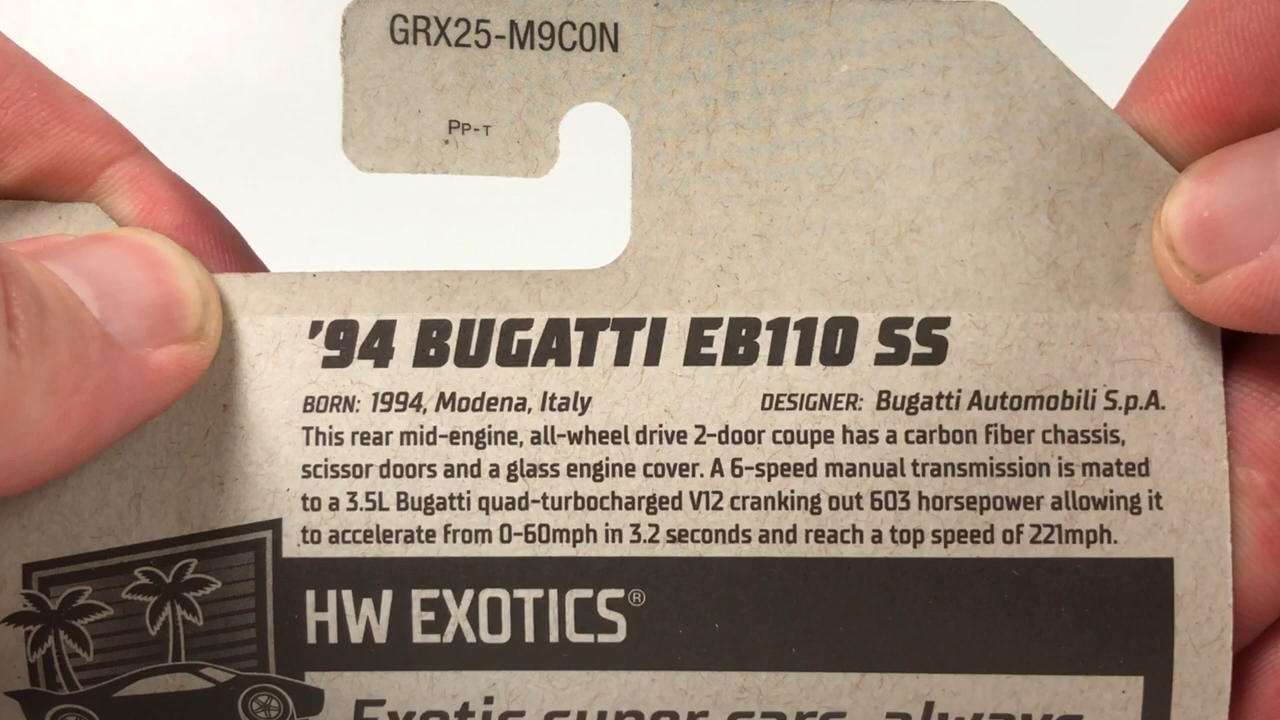 GRX25-M9C0N
PP-T
'94 BUGATTI EB110 SS
BORN: 1994, Modena, Italy DESIGNER: Bugatti Automobili S.p.A.
This rear mid-engine, all-wheel drive 2-door coupe has a carbon fiber chassis,
scissor doors and a glass engine cover. A 6-speed manual transmission is mated
to a 3.5L Bugatti quad-turbocharged V12 cranking out 603 horsepower allowing it
to accelerate from 0-60mph in 3.2 seconds and reach a top speed of 221mph.
HW EXOTICS®
Exotic super cars, always